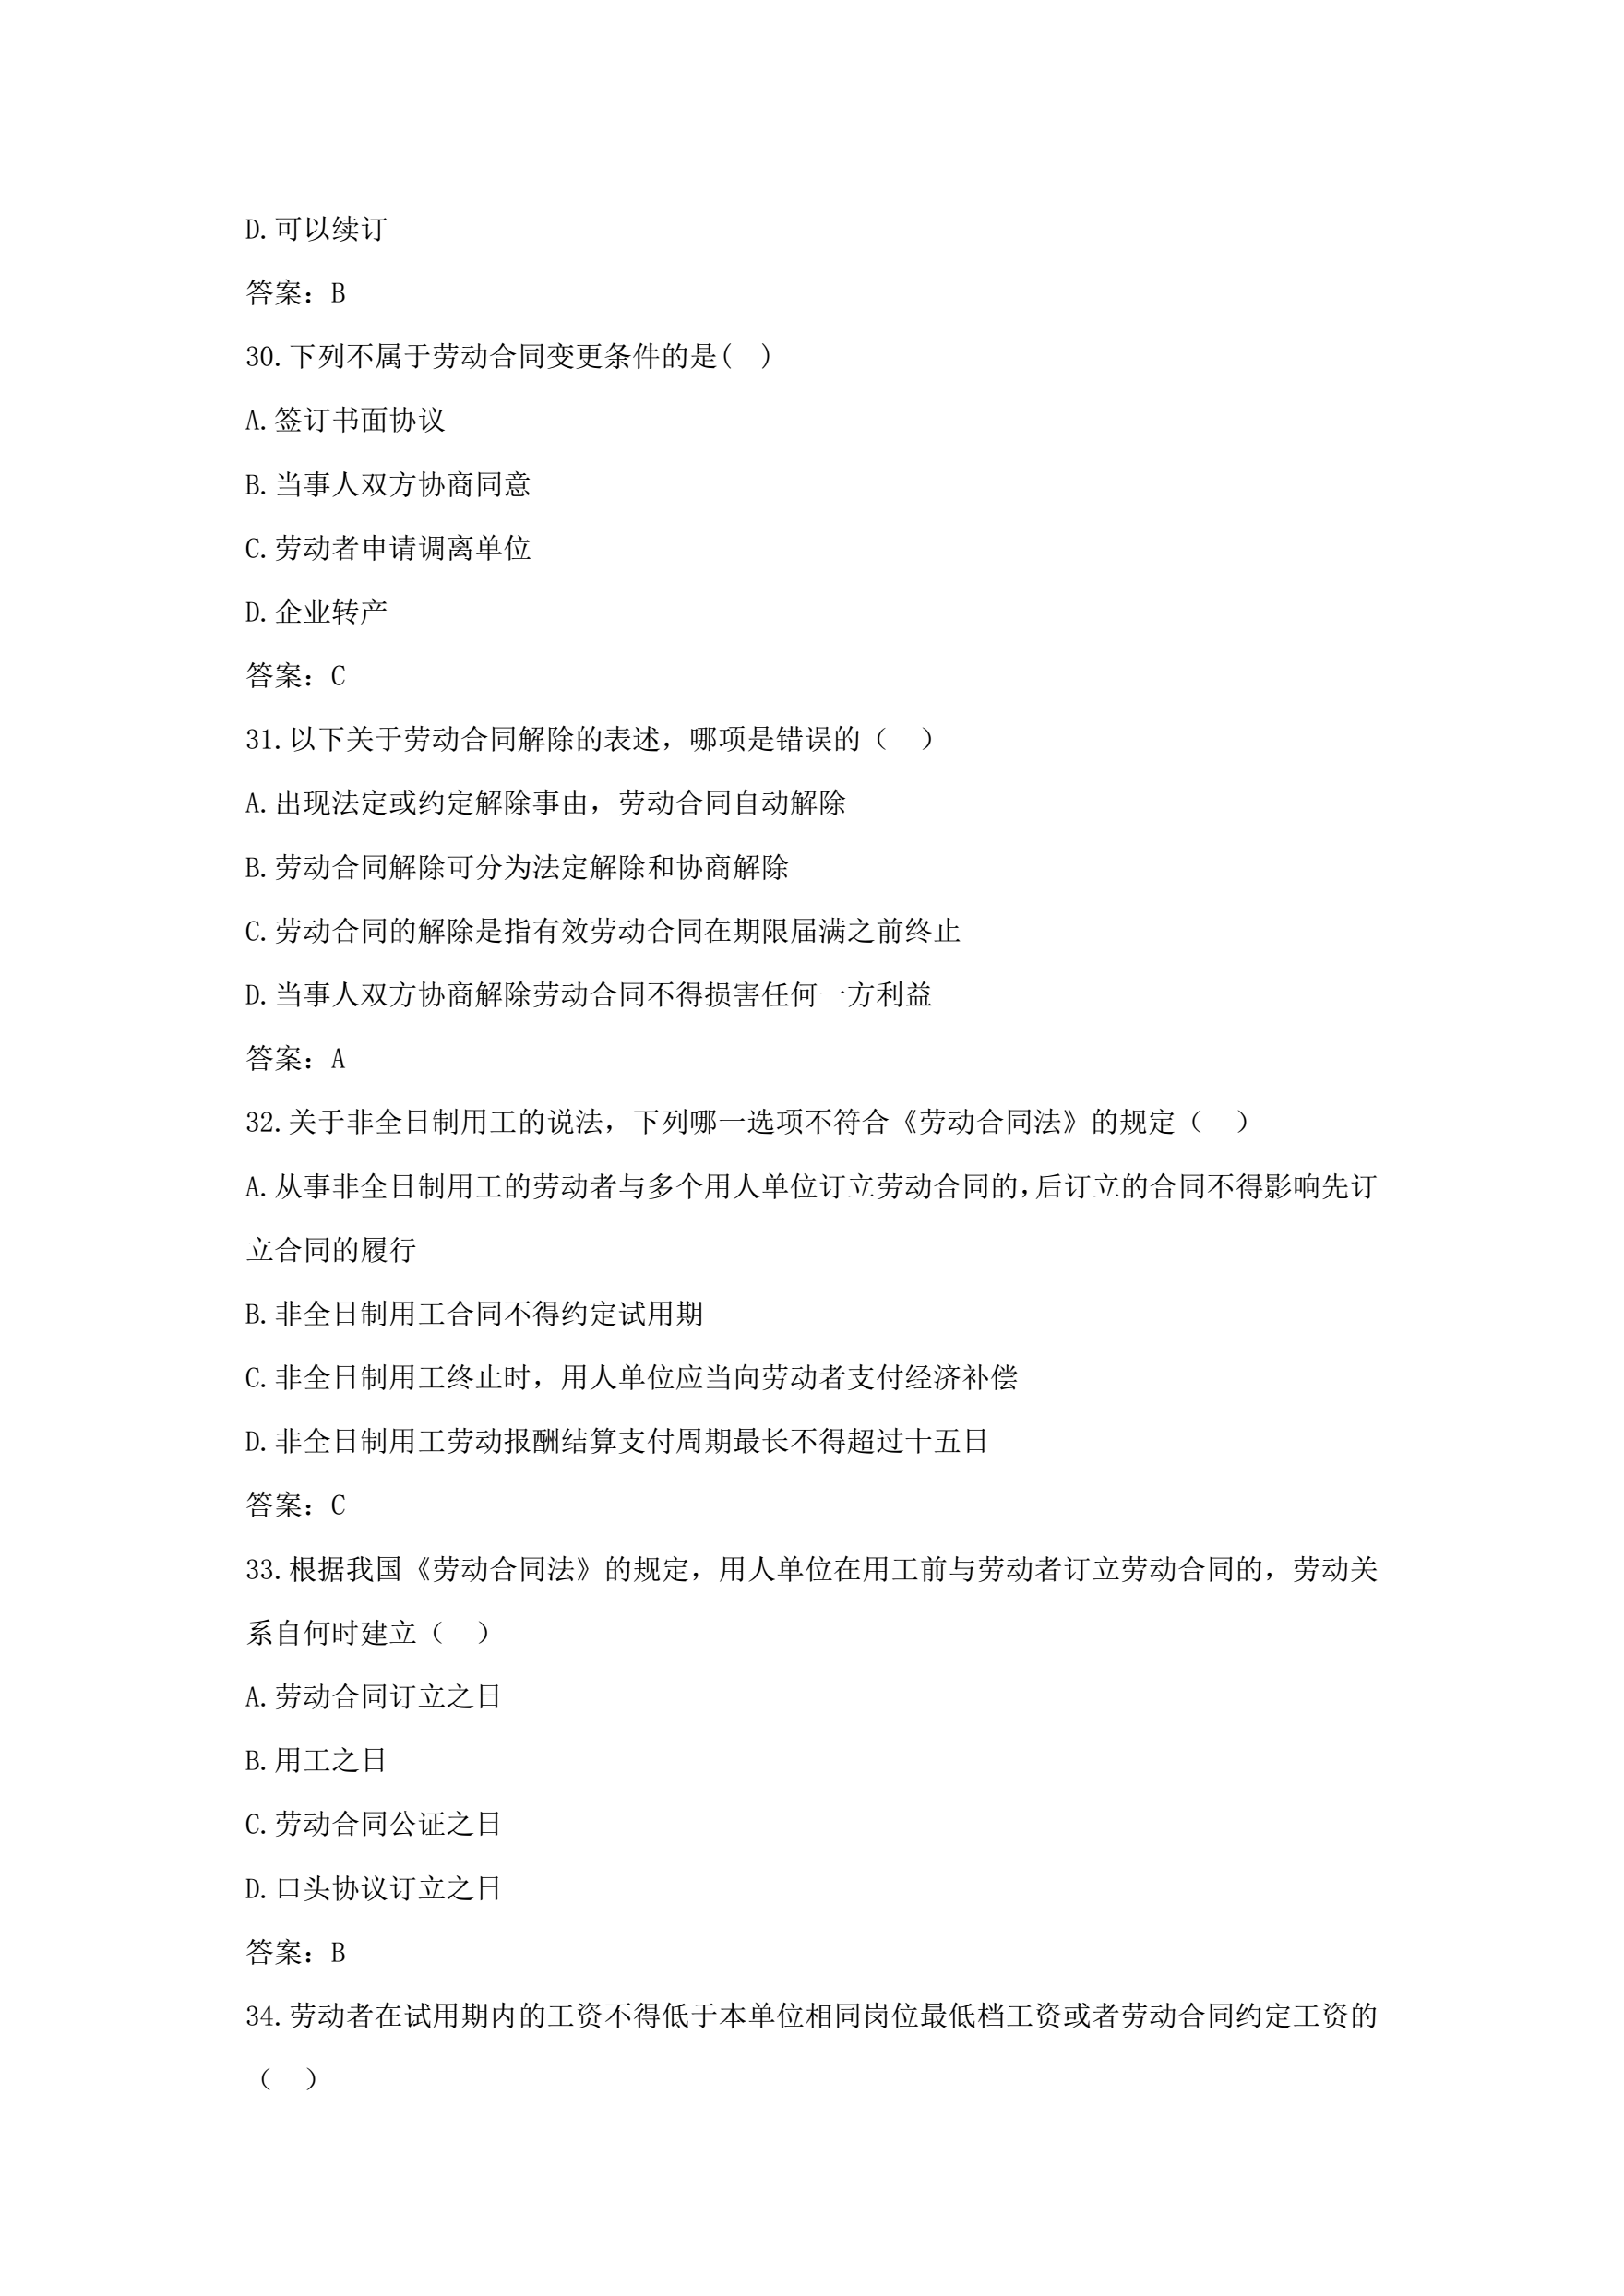 D.可以续订
答案：B
30.下列不属于劳动合同变更条件的是(  )
A.签订书面协议
B.当事人双方协商同意
C.劳动者申请调离单位
D.企业转产
答案：C
31.以下关于劳动合同解除的表述，哪项是错误的（  ）
A.出现法定或约定解除事由，劳动合同自动解除
B.劳动合同解除可分为法定解除和协商解除
C.劳动合同的解除是指有效劳动合同在期限届满之前终止
D.当事人双方协商解除劳动合同不得损害任何一方利益
答案：A
32.关于非全日制用工的说法，下列哪一选项不符合《劳动合同法》的规定（  ）
A.从事非全日制用工的劳动者与多个用人单位订立劳动合同的，后订立的合同不得影响先订
立合同的履行
B.非全日制用工合同不得约定试用期
C.非全日制用工终止时，用人单位应当向劳动者支付经济补偿
D.非全日制用工劳动报酬结算支付周期最长不得超过十五日
答案：C
33.根据我国《劳动合同法》的规定，用人单位在用工前与劳动者订立劳动合同的，劳动关
系自何时建立（  ）
A.劳动合同订立之日
B.用工之日
C.劳动合同公证之日
D.口头协议订立之日
答案：B
34.劳动者在试用期内的工资不得低于本单位相同岗位最低档工资或者劳动合同约定工资的
（  ）